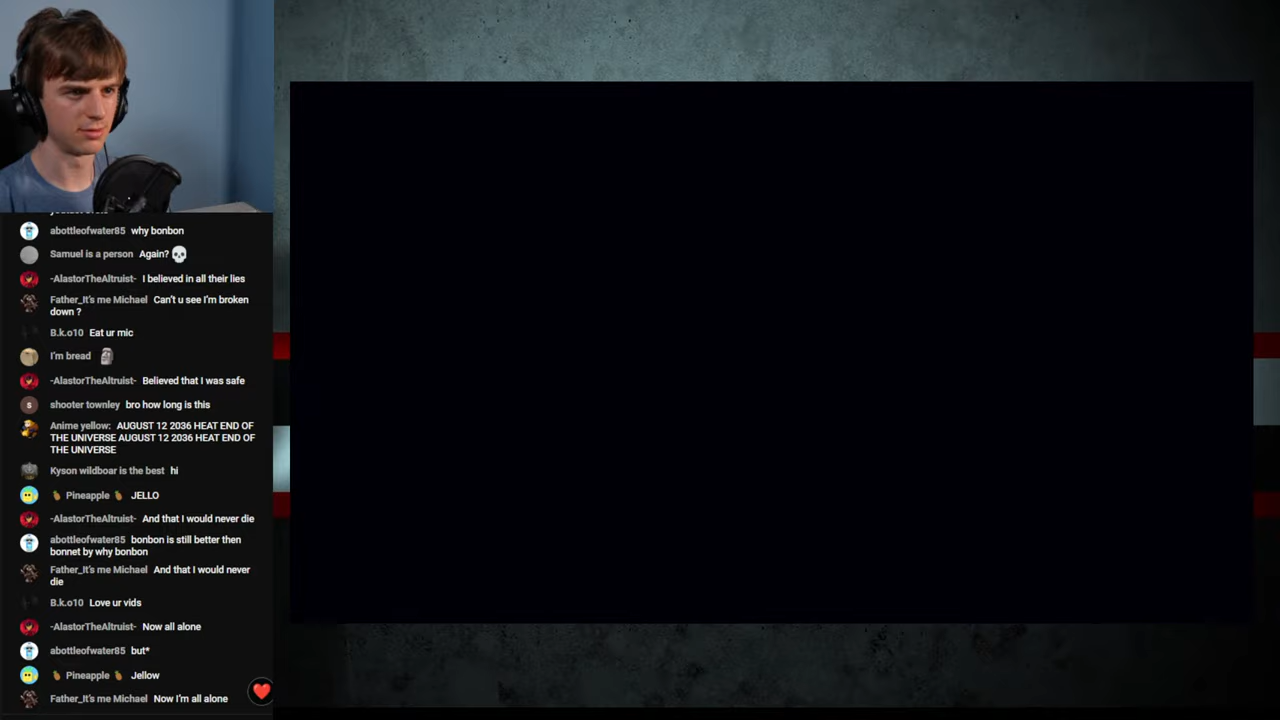 abottleofwater85 why bonbon
Samuel is a person Again? 💀
-AlastorTheAltruist- I believed in all their lies
Father_It's me Michael Can't u see I'm broken
down ?
B.k.o10 Eat ur mic
I'm bread 🗿
-AlastorTheAltruist- Believed that I was safe
shooter townley bro how long is this
Anime yellow: AUGUST 12 2036 HEAT END OF
THE UNIVERSE AUGUST 12 2036 HEAT END OF
THE UNIVERSE
Kyson wildboar is the best hi
🍍 Pineapple 🍍 JELLO
-AlastorTheAltruist- And that I would never die
abottleofwater85 bonbon is still better then
bonnet by why bonbon
Father_It's me Michael And that I would never
die
B.k.o10 Love ur vids
-AlastorTheAltruist- Now all alone
abottleofwater85 but*
🍍 Pineapple 🍍 Jellow
Father_It's me Michael Now I'm all alone